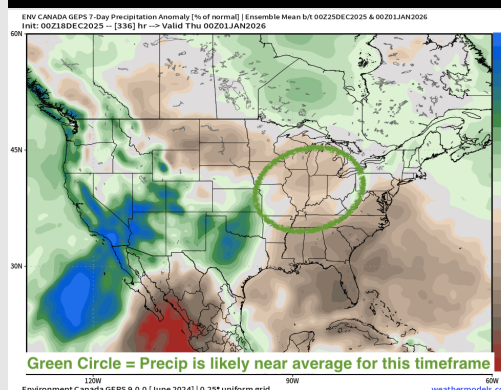 ENV CANADA GEPS 7-Day Precipitation Anomaly [% of normal] | Ensemble Mean b/t 00Z25DEC2025 & 00Z01JAN2026
Init: 00Z18DEC2025 -- [336] hr --> Valid Thu 00Z01JAN2026
60N
45N
30N
Green Circle = Precip is likely near average for this timeframe
120W
90W
60W
Environment Canada GEPS 9.0.0 [June 2024] | 0.25° uniform grid
weathermodels.co